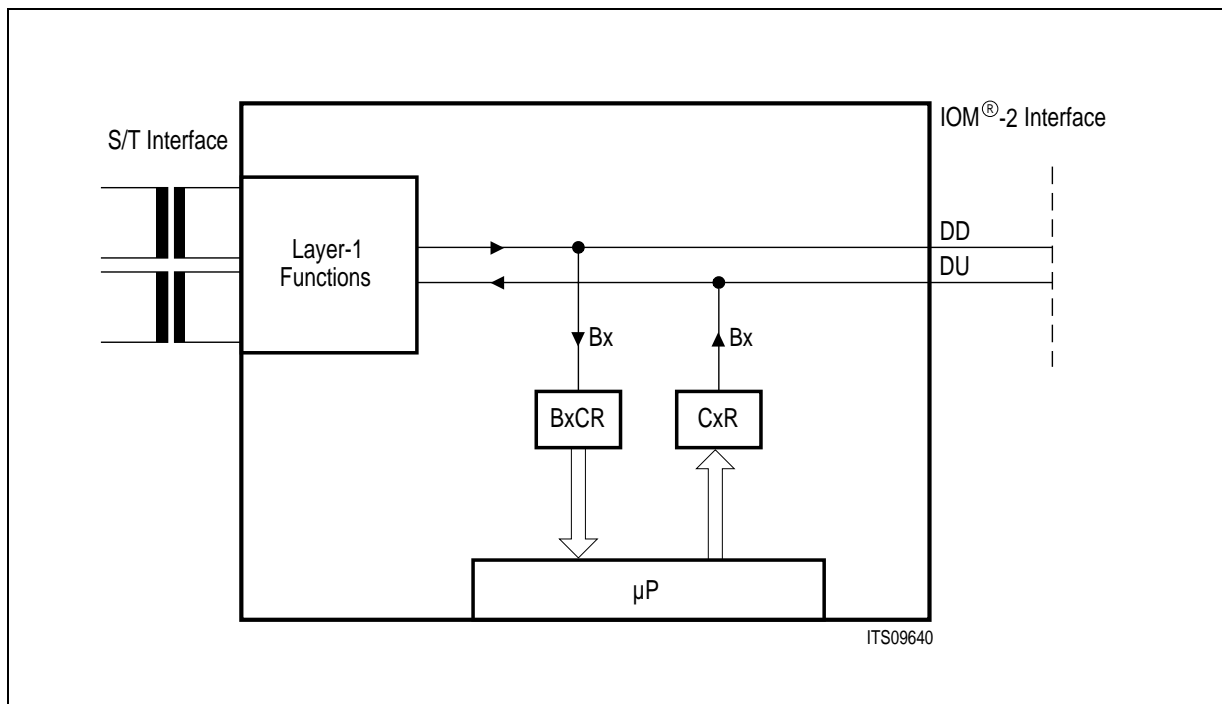 IOM®-2 Interface
S/T Interface
Layer-1
Functions
DD
DU
Bx
Bx
BxCR
CxR
µP
ITS09640